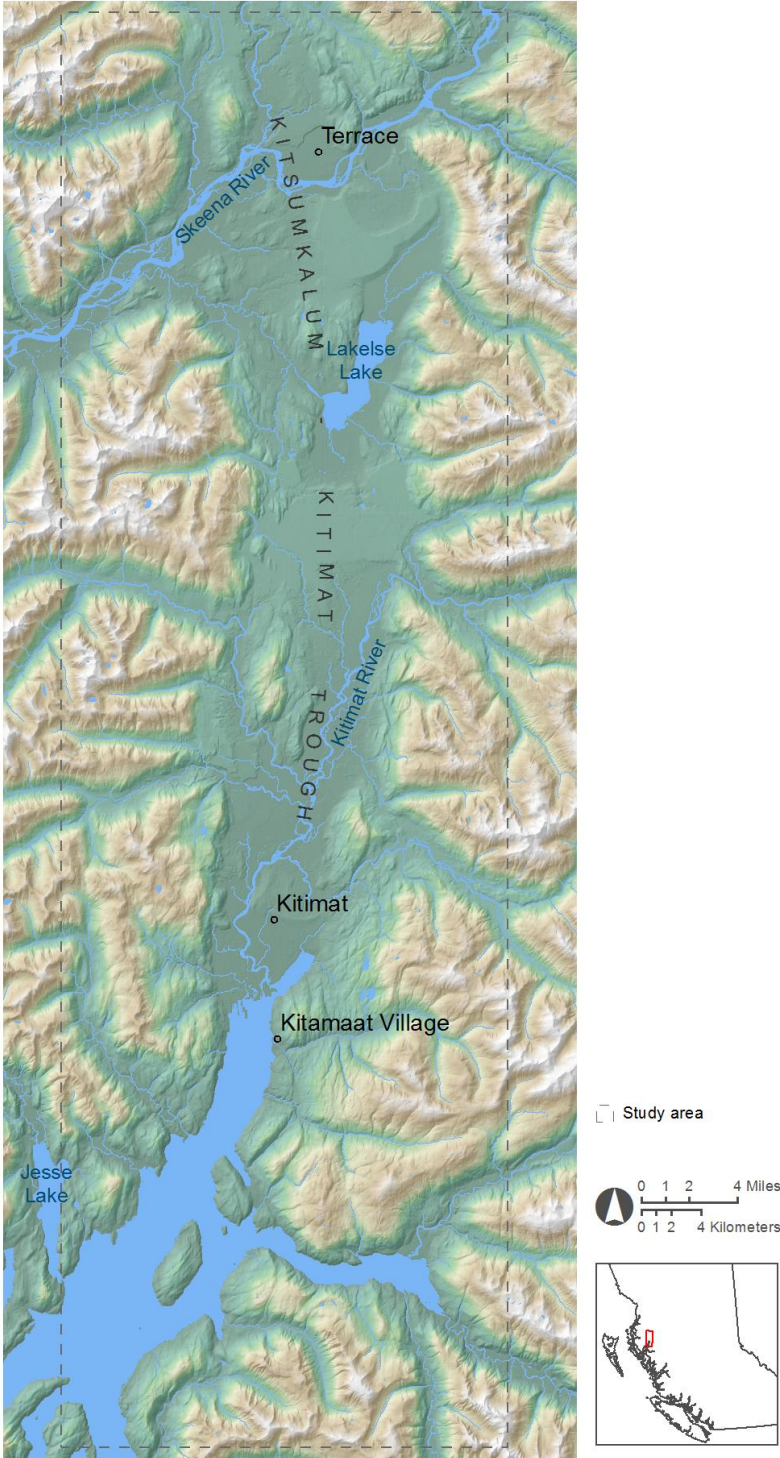 Terrace
Skeena River
KITSUMKALUM
Lakelse
Lake
-
KITIMAT
TROUGH
Kitimat River
Kitimat
Kitamaat Village
Jesse
Lake
Study area
0 1 2 4 Miles
0 1 2 4 Kilometers